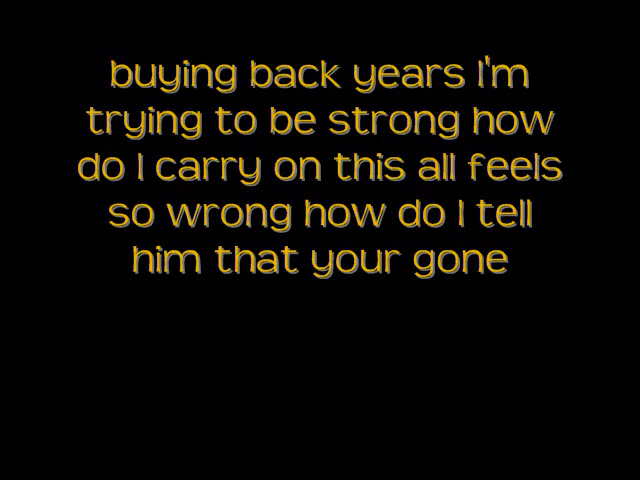 buying back years I'm
trying to be strong how
do I carry on this all feels
so wrong how do I tell
him that your gone